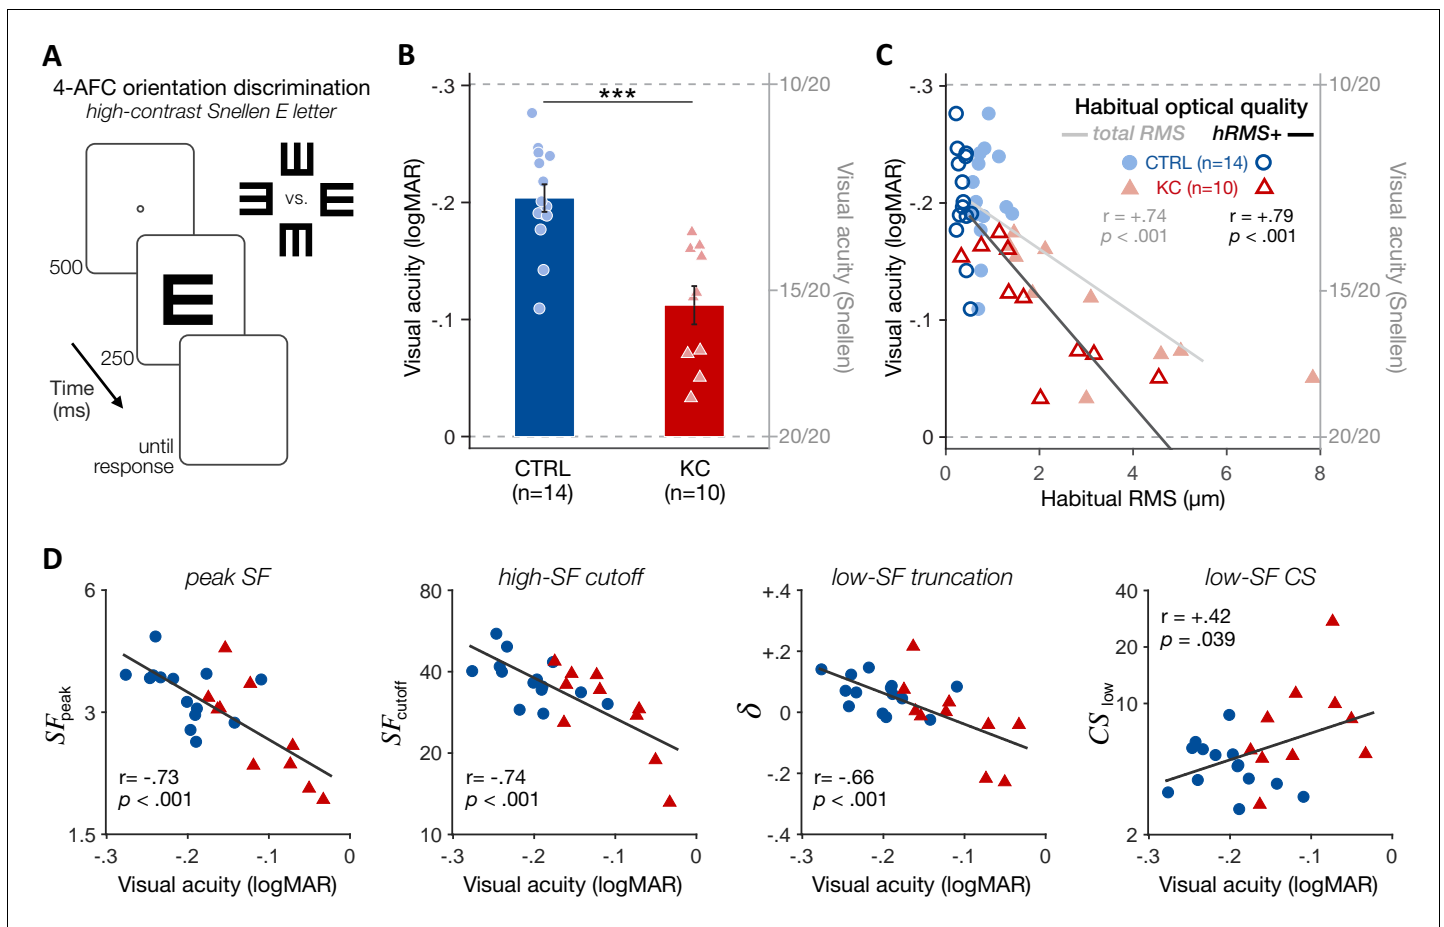 A
4-AFC orientation discrimination
high-contrast Snellen E letter
vs.
500
E
250
Time
(ms)
until
response
B
***
-.3
-.2
-.1
0
Visual acuity (logMAR)
10/20
15/20
20/20
Visual acuity (Snellen)
CTRL
(n=14)
KC
(n=10)
C
Habitual optical quality
total RMS hRMS+
CTRL (n=14)
KC (n=10)
r = +.74 r = +.79
p < .001 p < .001
-.3
-.2
-.1
0
Visual acuity (logMAR)
10/20
15/20
20/20
Visual acuity (Snellen)
0 2 4 6 8
Habitual RMS (μm)
D
peak SF
6
3
1.5
SFpeak
r= -.73
p < .001
-.3 -.2 -.1 0
Visual acuity (logMAR)
high-SF cutoff
80
40
20
10
SFcutoff
r= -.74
p < .001
-.3 -.2 -.1 0
Visual acuity (logMAR)
low-SF truncation
+.4
+.2
0
-.2
-.4
δ
r= -.66
p < .001
-.3 -.2 -.1 0
Visual acuity (logMAR)
low-SF CS
40
20
10
2
CS low
r = +.42
p = .039
-.3 -.2 -.1 0
Visual acuity (logMAR)